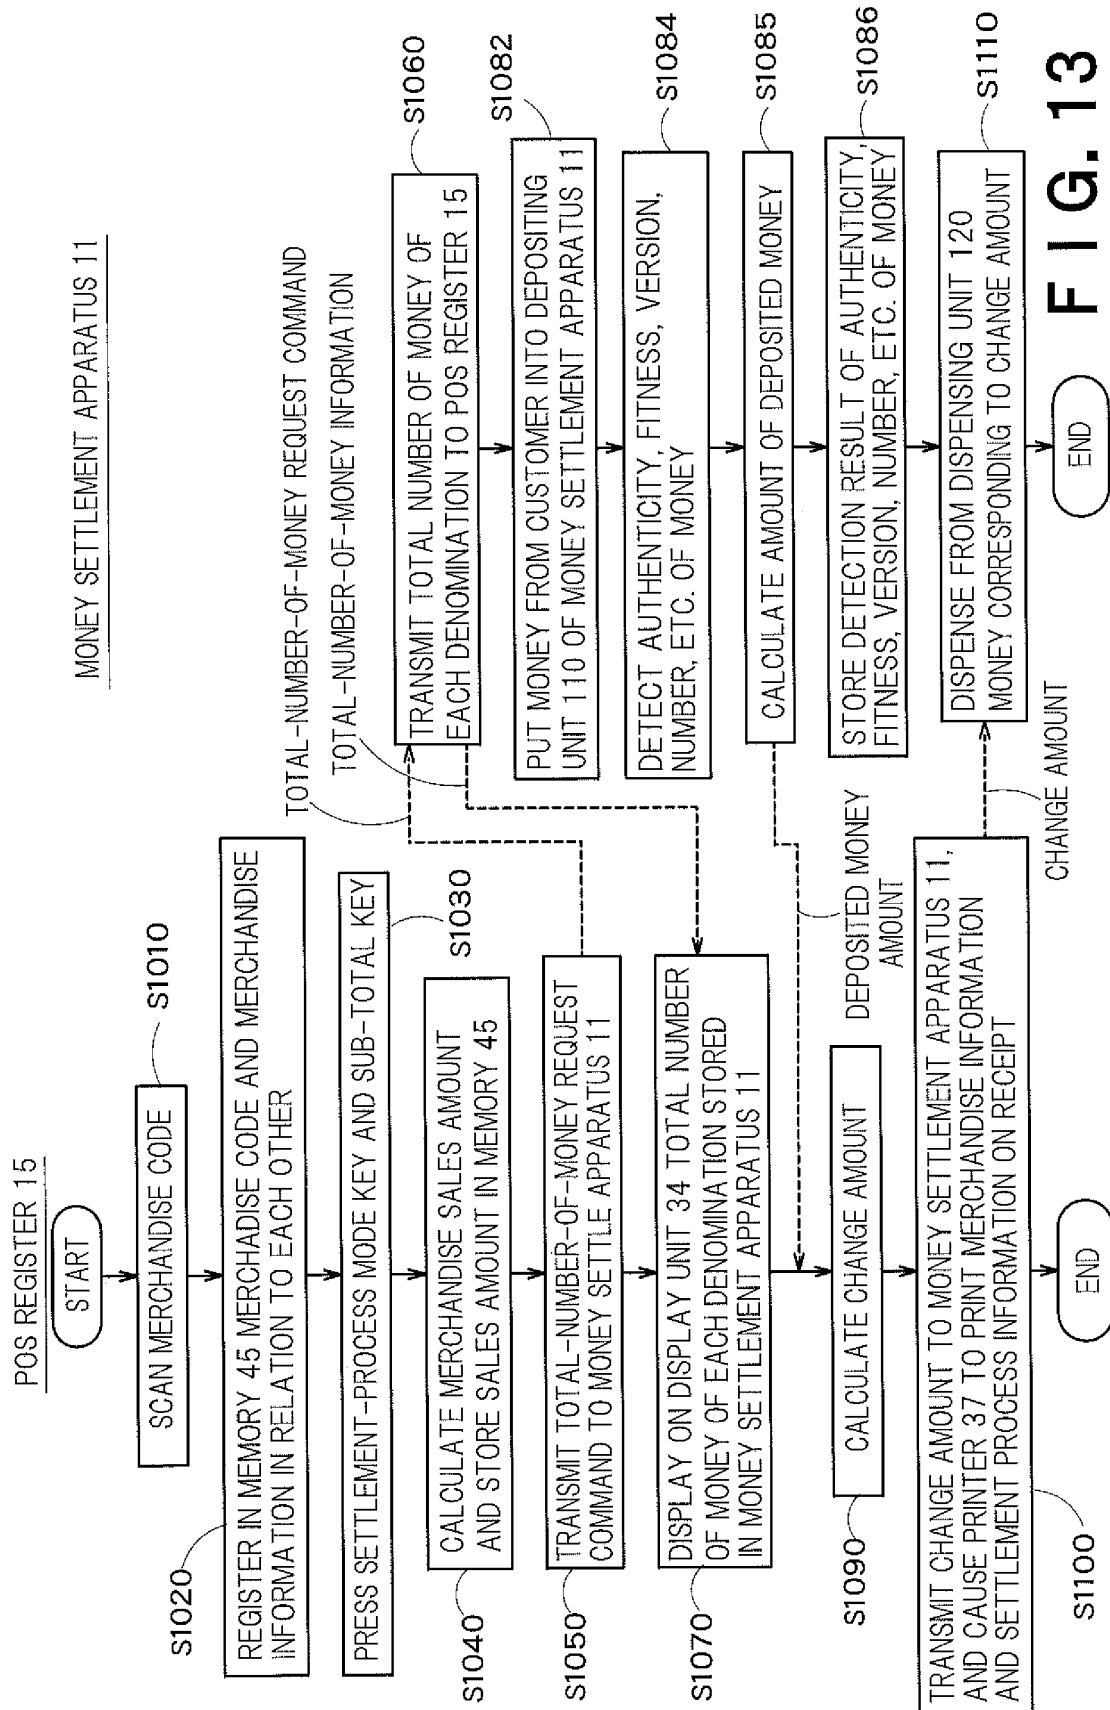 POS REGISTER 15
START
SCAN MERCHANDISE CODE
S1010
REGISTER IN MEMORY 45 MERCHADISE CODE AND MERCHANDISE
INFORMATION IN RELATION TO EACH OTHER
S1020
PRESS SETTLEMENT-PROCESS MODE KEY AND SUB-TOTAL KEY
S1030
CALCULATE MERCHANDISE SALES AMOUNT
AND STORE SALES AMOUNT IN MEMORY 45
S1040
TRANSMIT TOTAL-NUMBER-OF-MONEY REQUEST
COMMAND TO MONEY SETTLE APPARATUS 11
S1050
DISPLAY ON DISPLAY UNIT 34 TOTAL NUMBER
OF MONEY OF EACH DENOMINATION STORED
IN MONEY SETTLEMENT APPARATUS 11
S1070
CALCULATE CHANGE AMOUNT
S1090
TRANSMIT CHANGE AMOUNT TO MONEY SETTLEMENT APPARATUS 11,
AND CAUSE PRINTER 37 TO PRINT MERCHANDISE INFORMATION
AND SETTLEMENT PROCESS INFORMATION ON RECEIPT
S1100
END
MONEY SETTLEMENT APPARATUS 11
TOTAL-NUMBER-OF-MONEY REQUEST COMMAND
TOTAL-NUMBER-OF-MONEY INFORMATION
TRANSMIT TOTAL NUMBER OF MONEY OF
EACH DENOMINATION TO POS REGISTER 15
S1060
PUT MONEY FROM CUSTOMER INTO DEPOSITING
UNIT 110 OF MONEY SETTLEMENT APPARATUS 11
S1082
DETECT AUTHENTICITY, FITNESS, VERSION,
NUMBER, ETC. OF MONEY
S1084
CALCULATE AMOUNT OF DEPOSITED MONEY
S1085
DEPOSITED MONEY
AMOUNT
STORE DETECTION RESULT OF AUTHENTICITY,
FITNESS, VERSION, NUMBER, ETC. OF MONEY
S1086
DISPENSE FROM DISPENSING UNIT 120
MONEY CORRESPONDING TO CHANGE AMOUNT
S1110
CHANGE AMOUNT
END
FIG. 13